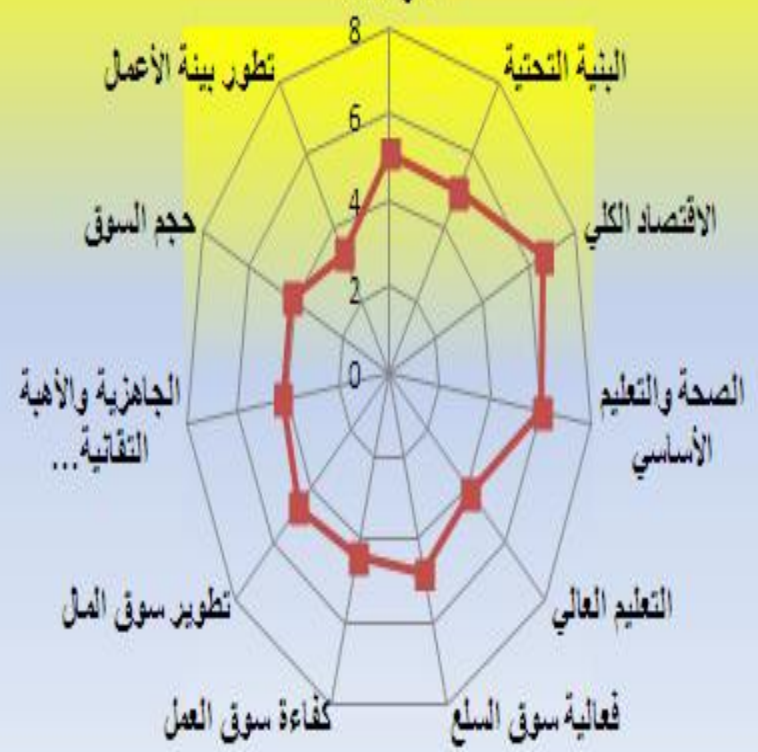 8
البنية التحتية
تطور بيئة الأعمال
6
الاقتصاد الكلي
4
حجم السوق
2
الصحة والتعليم
الأساسي
0
الجاهزية والأهبة
التقانية...
التعليم العالي
تطوير سوق المال
فعالية سوق السلع
كفاءة سوق العمل